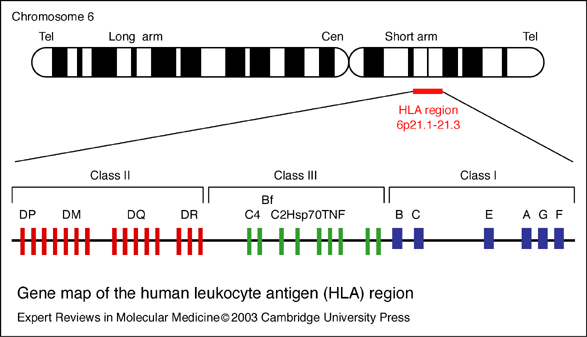 Chromosome 6
Tel Long arm Cen Short arm Tel
HLA region
6p21.1-21.3
Class II Class III Class I
Bf
DP DM DQ DR C4 C2Hsp70TNF B C E A G F
Gene map of the human leukocyte antigen (HLA) region
Expert Reviews in Molecular Medicine©2003 Cambridge University Press